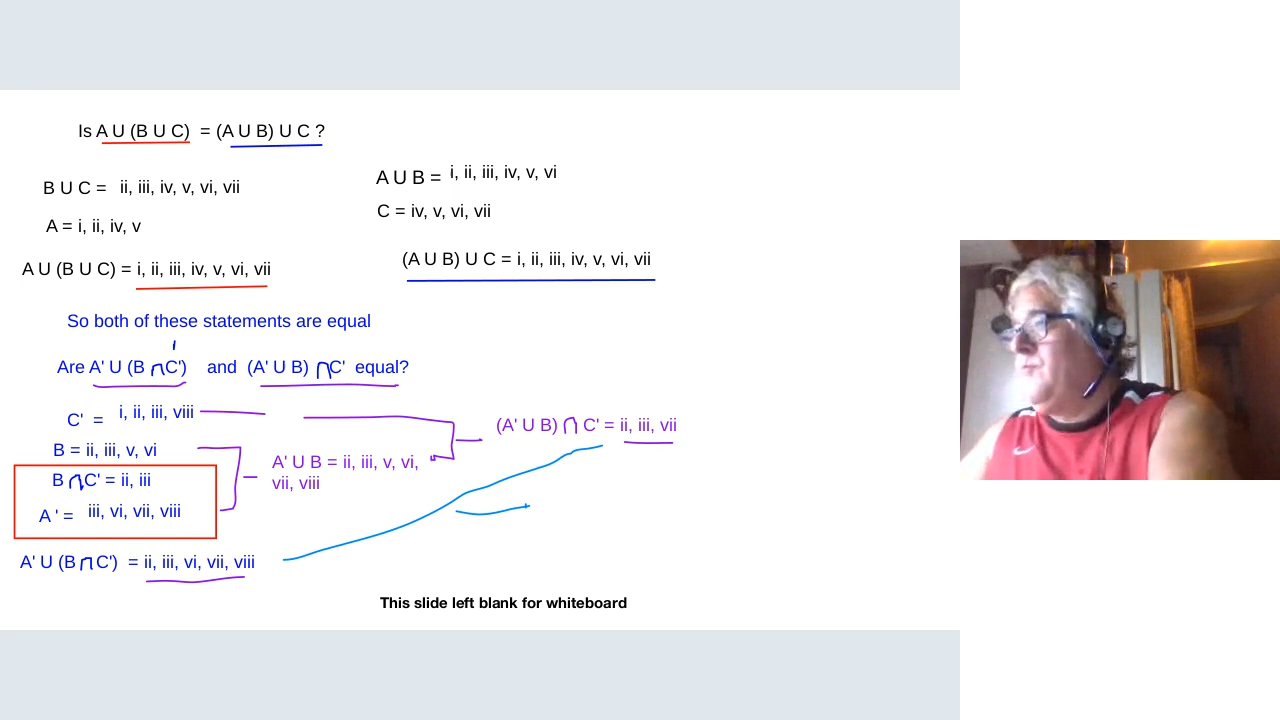 Is A U (B U C) = (A U B) U C ?
B U C = ii, iii, iv, v, vi, vii
A = i, ii, iv, v
A U (B U C) = i, ii, iii, iv, v, vi, vii
A U B = i, ii, iii, iv, v, vi
C = iv, v, vi, vii
(A U B) U C = i, ii, iii, iv, v, vi, vii
So both of these statements are equal
Are A' U (B ∩ C') and (A' U B) ∩ C' equal?
C' = i, ii, iii, viii
B = ii, iii, v, vi
B ∩ C' = ii, iii
A ' = iii, vi, vii, viii
A' U (B ∩ C') = ii, iii, vi, vii, viii
A' U B = ii, iii, v, vi,
vii, viii
(A' U B) ∩ C' = ii, iii, vii
This slide left blank for whiteboard